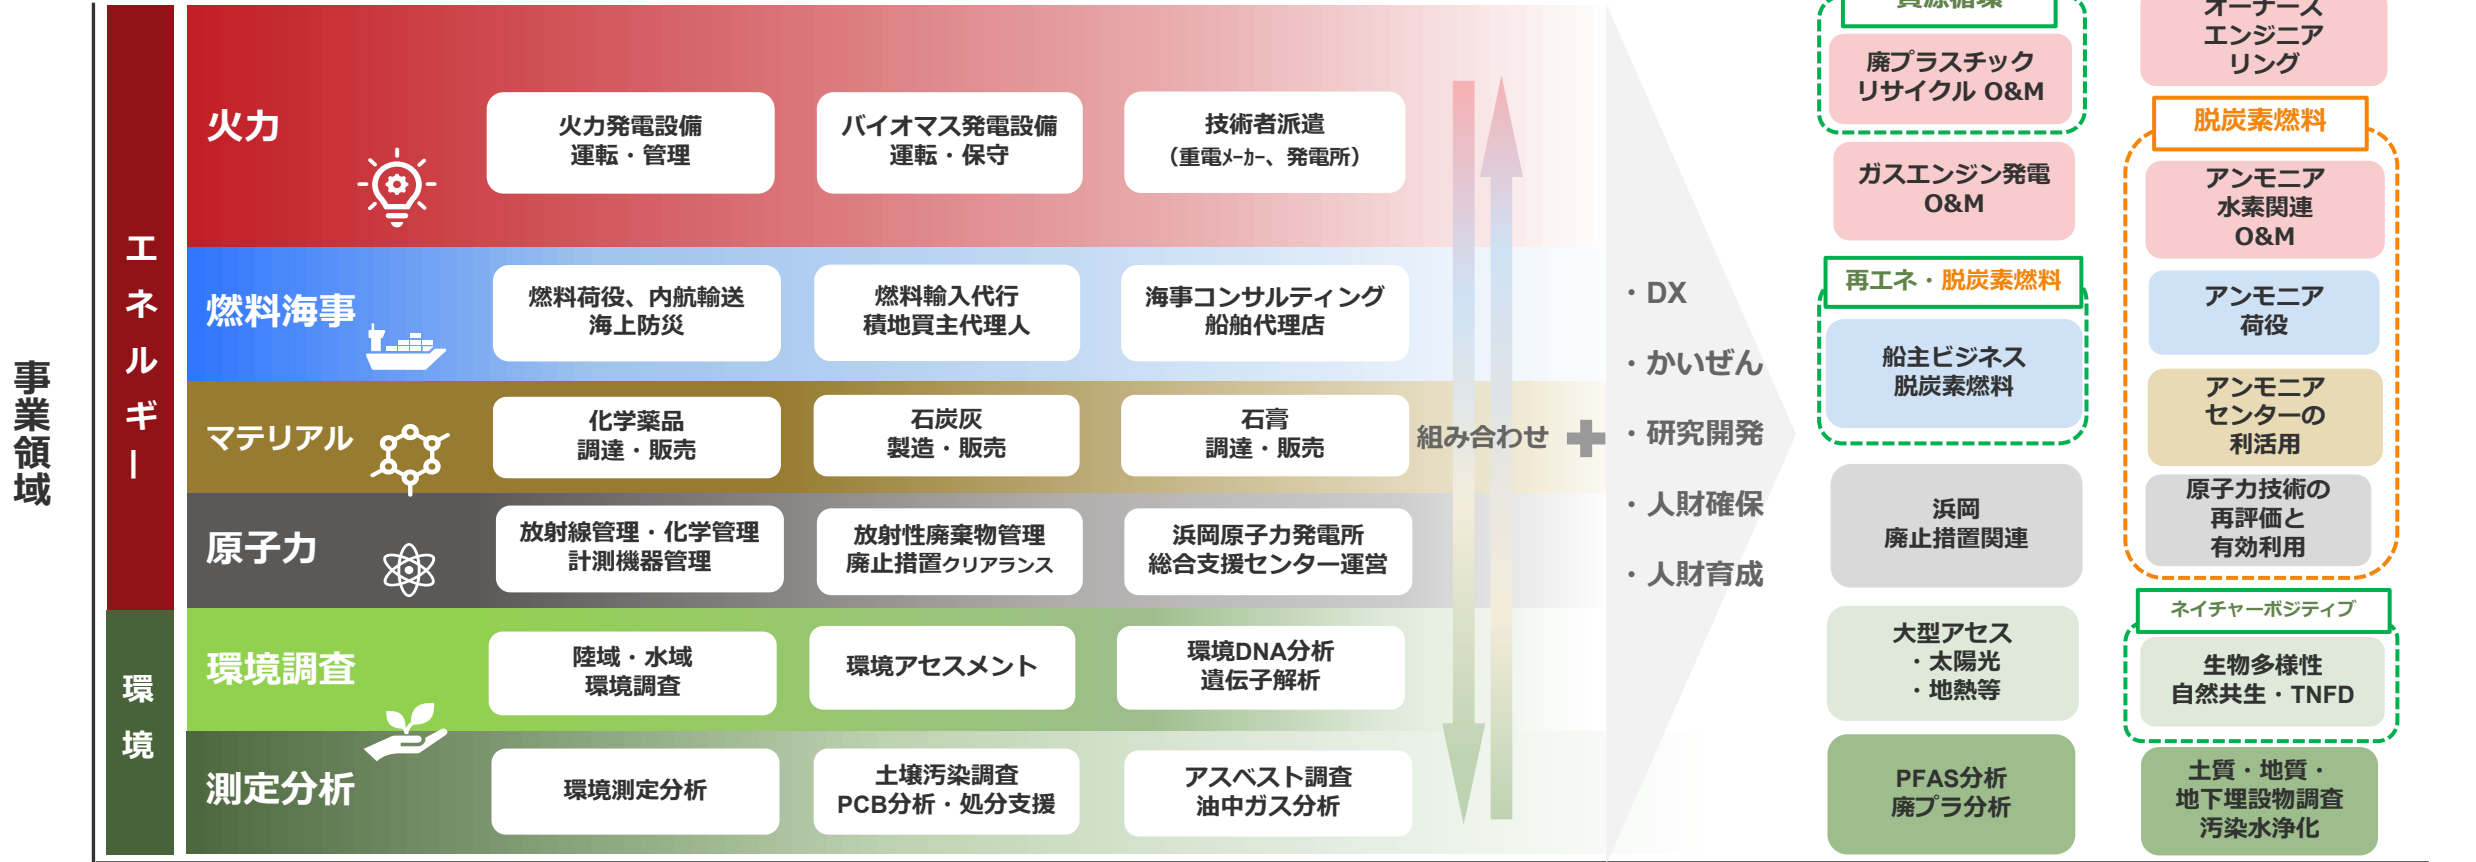 事業領域
エネルギー
環境
火力
火力発電設備
運転・管理
バイオマス発電設備
運転・保守
技術者派遣
（重電ﾒｰｶｰ、発電所）
燃料海事
燃料荷役、内航輸送
海上防災
燃料輸入代行
積地買主代理人
海事コンサルティング
船舶代理店
マテリアル
化学薬品
調達・販売
石炭灰
製造・販売
石膏
調達・販売
原子力
放射線管理・化学管理
計測機器管理
放射性廃棄物管理
廃止措置クリアランス
浜岡原子力発電所
総合支援センター運営
環境調査
陸域・水域
環境調査
環境アセスメント
環境DNA分析
遺伝子解析
測定分析
環境測定分析
土壌汚染調査
PCB分析・処分支援
アスベスト調査
油中ガス分析
組み合わせ
・DX
・かいぜん
・研究開発
・人財確保
・人財育成
資源循環
廃プラスチック
リサイクル O&M
ガスエンジン発電
O&M
再エネ・脱炭素燃料
船主ビジネス
脱炭素燃料
浜岡
廃止措置関連
大型アセス
・太陽光
・地熱等
PFAS分析
廃プラ分析
オーナース
エンジニア
リング
脱炭素燃料
アンモニア
水素関連
O&M
アンモニア
荷役
アンモニア
センターの
利活用
原子力技術の
再評価と
有効利用
ネイチャーポジティブ
生物多様性
自然共生・TNFD
土質・地質・
地下埋設物調査
汚染水浄化